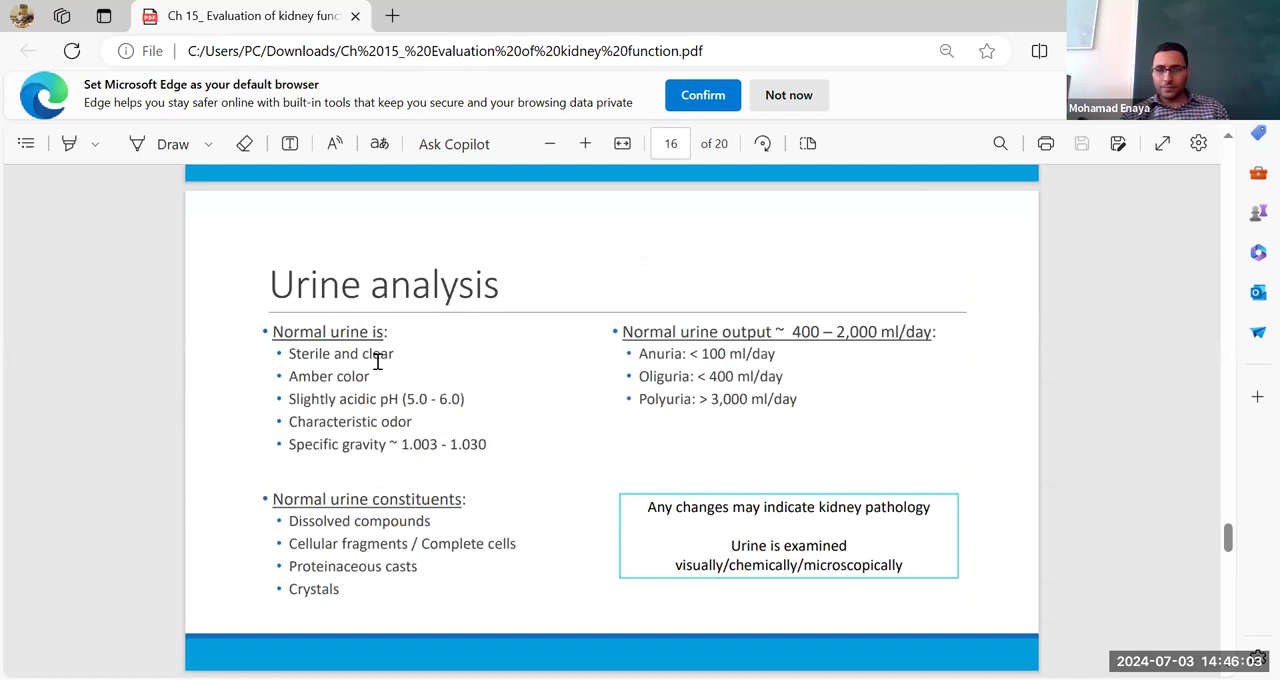 Ch 15_ Evaluation of kidney func
File
C:/Users/PC/Downloads/Ch%2015_%20Evaluation%20of%20kidney%20function.pdf
Set Microsoft Edge as your default browser
Edge helps you stay safer online with built-in tools that keep you secure and your browsing data private
Confirm
Not now
Mohamad Enaya
Draw
Ask Copilot
16
of 20
Urine analysis
• Normal urine is:
• Sterile and clear
• Amber color
• Slightly acidic pH (5.0 - 6.0)
• Characteristic odor
• Specific gravity ~ 1.003 - 1.030
• Normal urine constituents:
• Dissolved compounds
• Cellular fragments / Complete cells
• Proteinaceous casts
• Crystals
• Normal urine output ~ 400 – 2,000 ml/day:
• Anuria: < 100 ml/day
• Oliguria: < 400 ml/day
• Polyuria: > 3,000 ml/day
Any changes may indicate kidney pathology
Urine is examined
visually/chemically/microscopically
2024-07-03 14:46:03